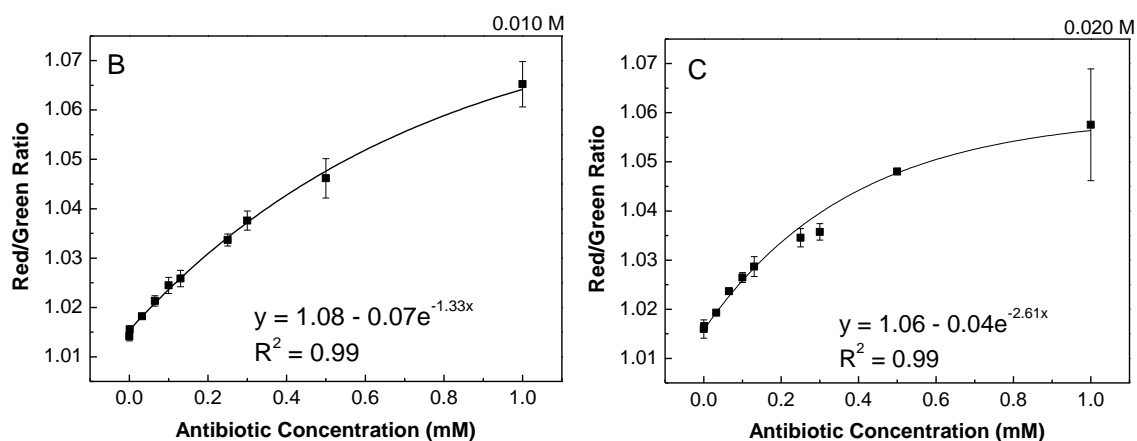 0.010 M
B
1.07
1.06
1.05
1.04
1.03
1.02
1.01
Red/Green Ratio
y = 1.08 - 0.07e^-1.33x
R² = 0.99
0.0 0.2 0.4 0.6 0.8 1.0
Antibiotic Concentration (mM)
0.020 M
C
1.07
1.06
1.05
1.04
1.03
1.02
1.01
Red/Green Ratio
y = 1.06 - 0.04e^-2.61x
R² = 0.99
0.0 0.2 0.4 0.6 0.8 1.0
Antibiotic Concentration (mM)